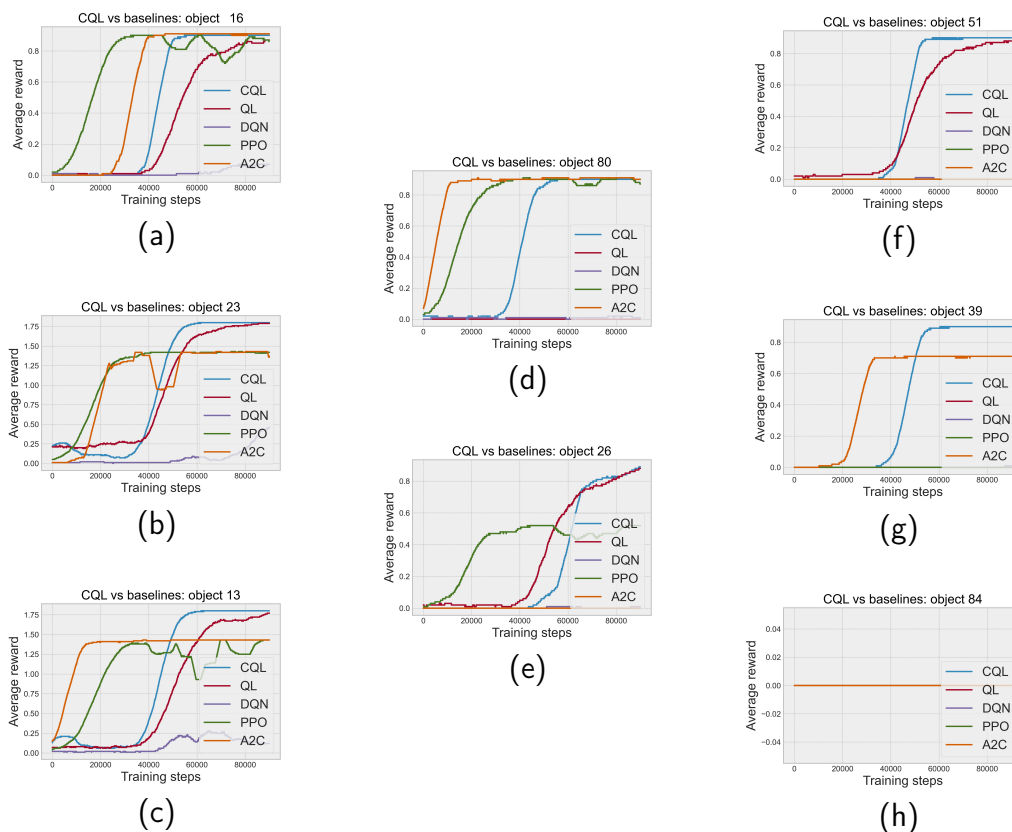 CQL vs baselines: object 16
Average reward
0.8
0.6
0.4
0.2
0.0
0 20000 40000 60000 80000
Training steps
CQL
QL
DQN
PPO
A2C
(a)
CQL vs baselines: object 23
Average reward
1.75
1.50
1.25
1.00
0.75
0.50
0.25
0.00
0 20000 40000 60000 80000
Training steps
CQL
QL
DQN
PPO
A2C
(b)
CQL vs baselines: object 13
Average reward
1.75
1.50
1.25
1.00
0.75
0.50
0.25
0.00
0 20000 40000 60000 80000
Training steps
CQL
QL
DQN
PPO
A2C
(c)
CQL vs baselines: object 80
Average reward
0.8
0.6
0.4
0.2
0.0
0 20000 40000 60000 80000
Training steps
CQL
QL
DQN
PPO
A2C
(d)
CQL vs baselines: object 26
Average reward
0.8
0.6
0.4
0.2
0.0
0 20000 40000 60000 80000
Training steps
CQL
QL
DQN
PPO
A2C
(e)
CQL vs baselines: object 51
Average reward
0.8
0.6
0.4
0.2
0.0
0 20000 40000 60000 80000
Training steps
CQL
QL
DQN
PPO
A2C
(f)
CQL vs baselines: object 39
Average reward
0.8
0.6
0.4
0.2
0.0
0 20000 40000 60000 80000
Training steps
CQL
QL
DQN
PPO
A2C
(g)
CQL vs baselines: object 84
Average reward
0.04
0.02
0.00
−0.02
−0.04
0 20000 40000 60000 80000
Training steps
CQL
QL
DQN
PPO
A2C
(h)